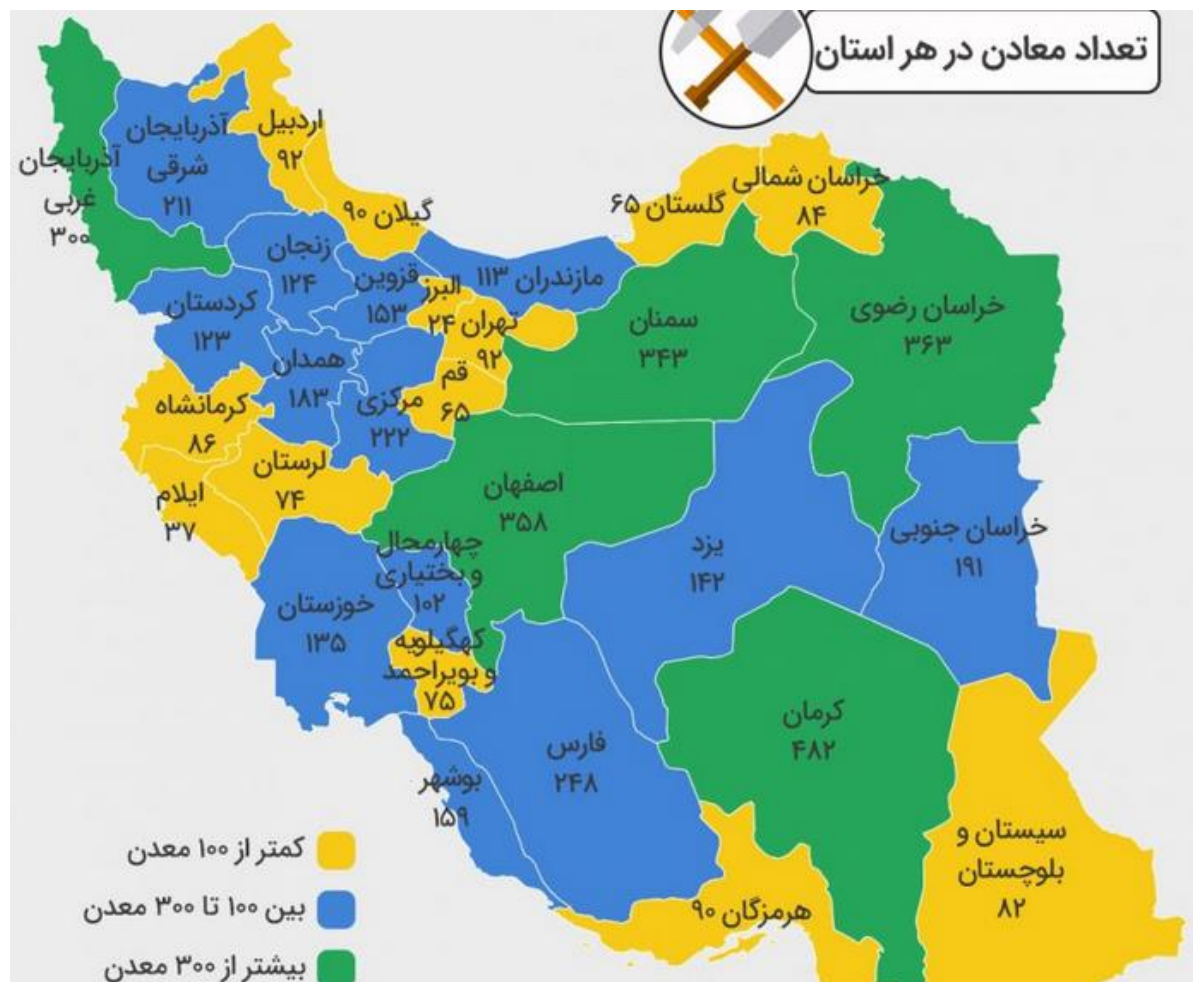 تعداد معادن در هر استان
آذربایجان
غربی
۳۰۰
آذربایجان
شرقی
۲۱۱
اردبیل
۹۲
گیلان ۹۰
گلستان ۶۵
خراسان شمالی
۸۴
زنجان
۱۲۴
قزوین
۱۵۳
البرز
۲۴
تهران
۹۲
مازندران ۱۱۳
سمنان
۳۴۳
خراسان رضوی
۳۶۳
کردستان
۱۲۳
همدان
۱۸۳
مرکزی
۲۲۲
قم
۶۵
کرمانشاه
۸۶
لرستان
۷۴
ایلام
۳۷
اصفهان
۳۵۸
یزد
۱۴۲
خراسان جنوبی
۱۹۱
چهارمحال
و بختیاری
۱۰۲
خوزستان
۱۳۵
کهگیلویه
و بویراحمد
۷۵
فارس
۲۴۸
کرمان
۴۸۲
بوشهر
۱۵۹
سیستان و
بلوچستان
۸۲
هرمزگان ۹۰
کمتر از ۱۰۰ معدن
بین ۱۰۰ تا ۳۰۰ معدن
بیشتر از ۳۰۰ معدن